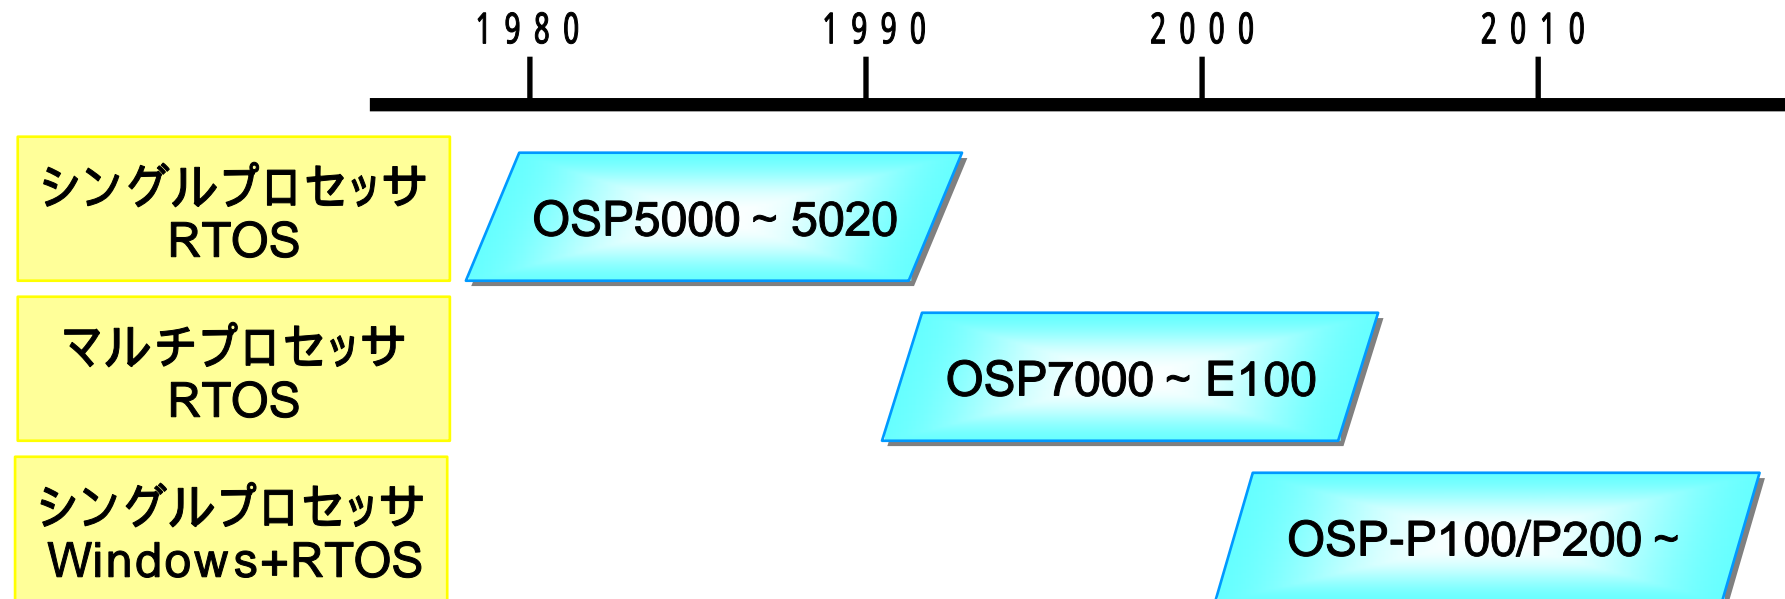 1980 1990 2000 2010
シングルプロセッサ
RTOS
OSP5000 ~ 5020
マルチプロセッサ
RTOS
OSP7000 ~ E100
シングルプロセッサ
Windows+RTOS
OSP-P100/P200 ~